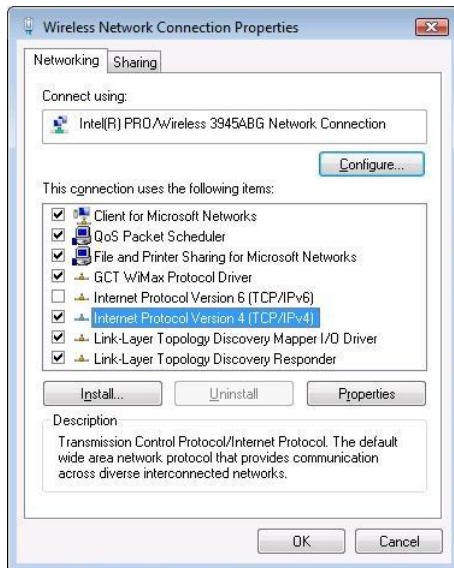 Wireless Network Connection Properties
Networking
Sharing
Connect using:
Intel(R) PRO/Wireless 3945ABG Network Connection
Configure...
This connection uses the following items:
Client for Microsoft Networks
QoS Packet Scheduler
File and Printer Sharing for Microsoft Networks
GCT WiMax Protocol Driver
Internet Protocol Version 6 (TCP/IPv6)
Internet Protocol Version 4 (TCP/IPv4)
Link-Layer Topology Discovery Mapper I/O Driver
Link-Layer Topology Discovery Responder
Install...
Uninstall
Properties
Description
Transmission Control Protocol/Internet Protocol. The default
wide area network protocol that provides communication
across diverse interconnected networks.
OK
Cancel